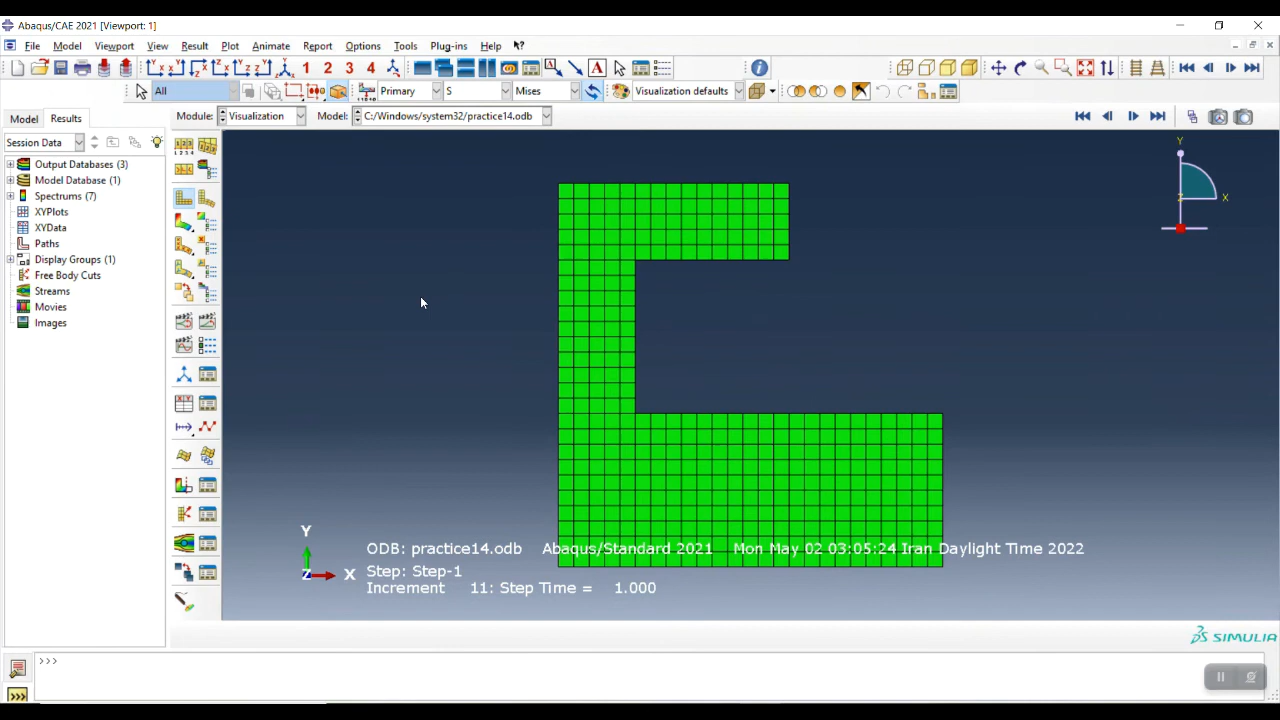 Abaqus/CAE 2021 [Viewport: 1]
File Model Viewport View Result Plot Animate Report Options Tools Plug-ins Help
1 2 3 4
All Primary S Mises Visualization defaults
Model Results Module: Visualization Model: C:/Windows/system32/practice14.odb
Session Data
Output Databases (3)
Model Database (1)
Spectrums (7)
XYPlots
XYData
Paths
Display Groups (1)
Free Body Cuts
Streams
Movies
Images
Y
X
Z
Y
X
Z
ODB: practice14.odb Abaqus/Standard 2021 Mon May 02 03:05:24 Iran Daylight Time 2022
Step: Step-1
Increment 11: Step Time = 1.000
SIMULIA
>>>
>>>